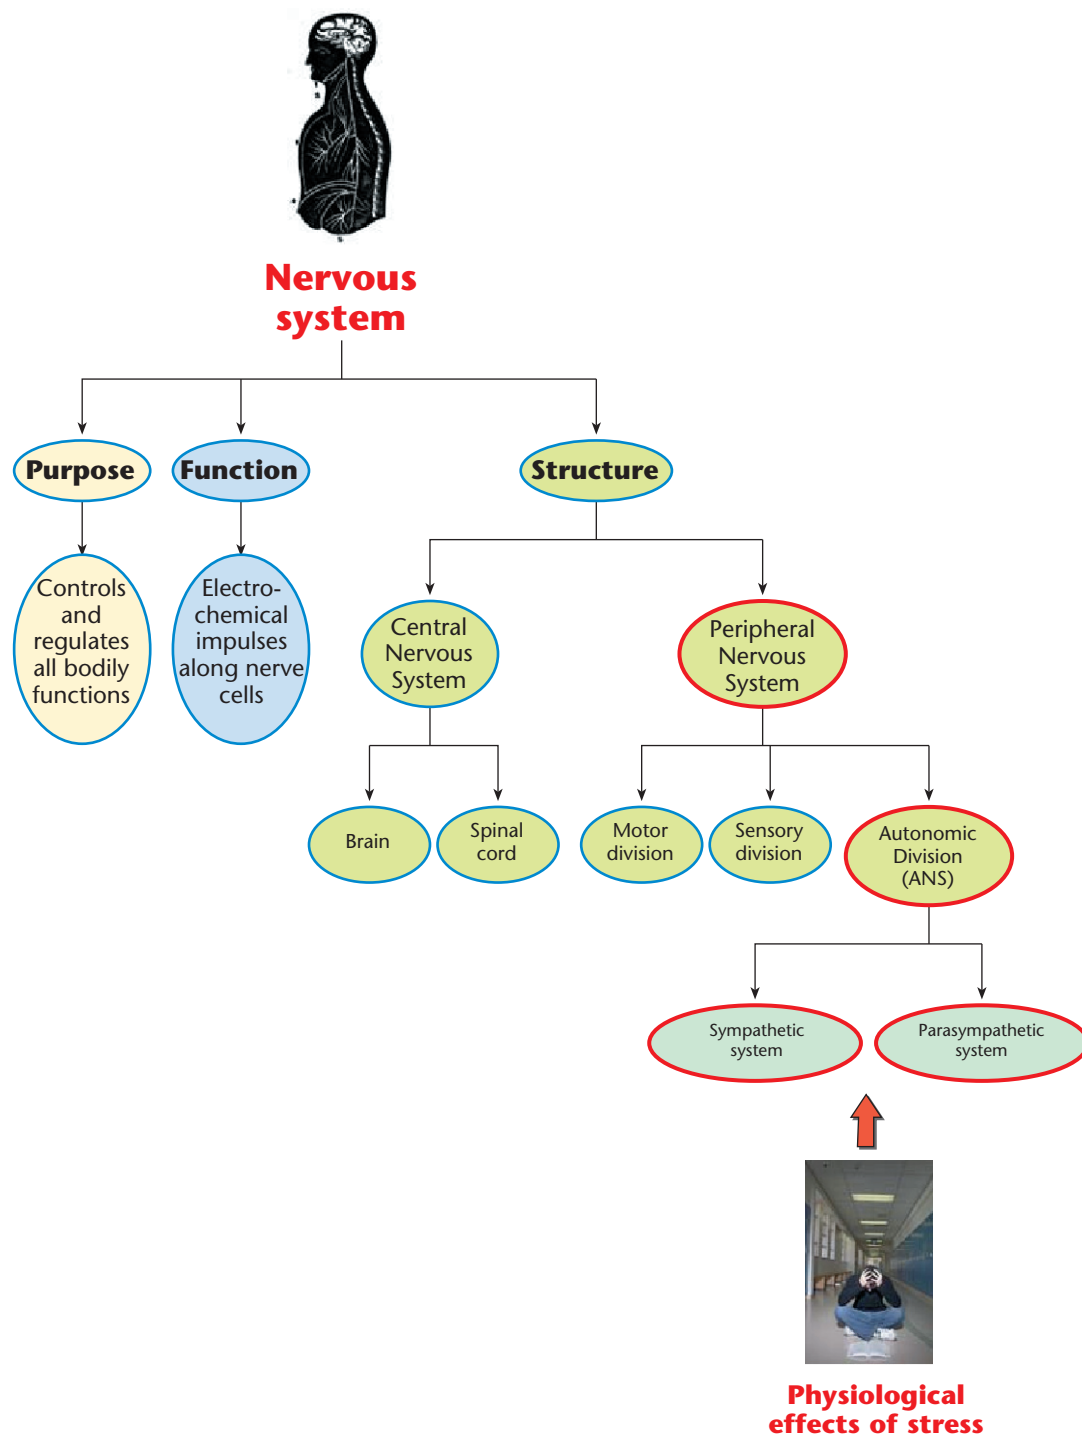 Nervous
system
Purpose
Function
Structure
Controls
and
regulates
all bodily
functions
Electro-
chemical
impulses
along nerve
cells
Central
Nervous
System
Peripheral
Nervous
System
Brain
Spinal
cord
Motor
division
Sensory
division
Autonomic
Division
(ANS)
Sympathetic
system
Parasympathetic
system
Physiological
effects of stress